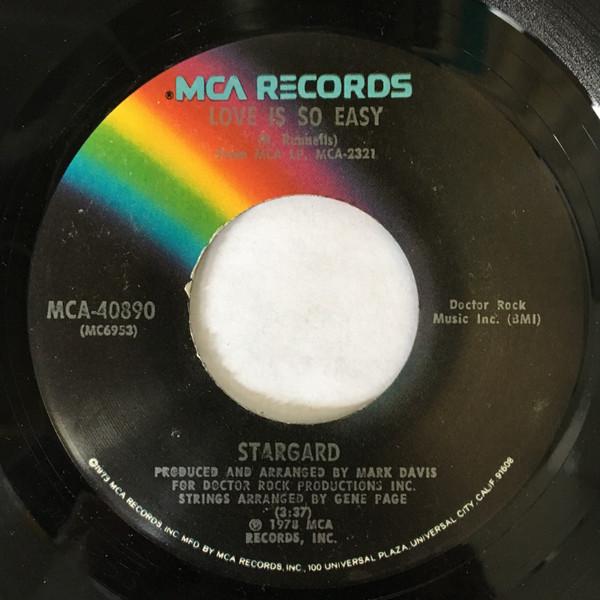 ®MCA RECORDS
LOVE IS SO EASY
Runnells)
from MCA LP, MCA-2321
MCA-40890
(MC6953)
Doctor Rock
Music Inc. (BMI)
STARGARD
PRODUCED AND ARRANGED BY MARK DAVIS
FOR DOCTOR ROCK PRODUCTIONS INC.
STRINGS ARRANGED BY GENE PAGE
(3:37)
℗ 1978 MCA
RECORDS, INC.
©1973 MCA RECORDS INC MFD BY MCA RECORDS, INC., 100 UNIVERSAL PLAZA, UNIVERSAL CITY, CALIF. 91608